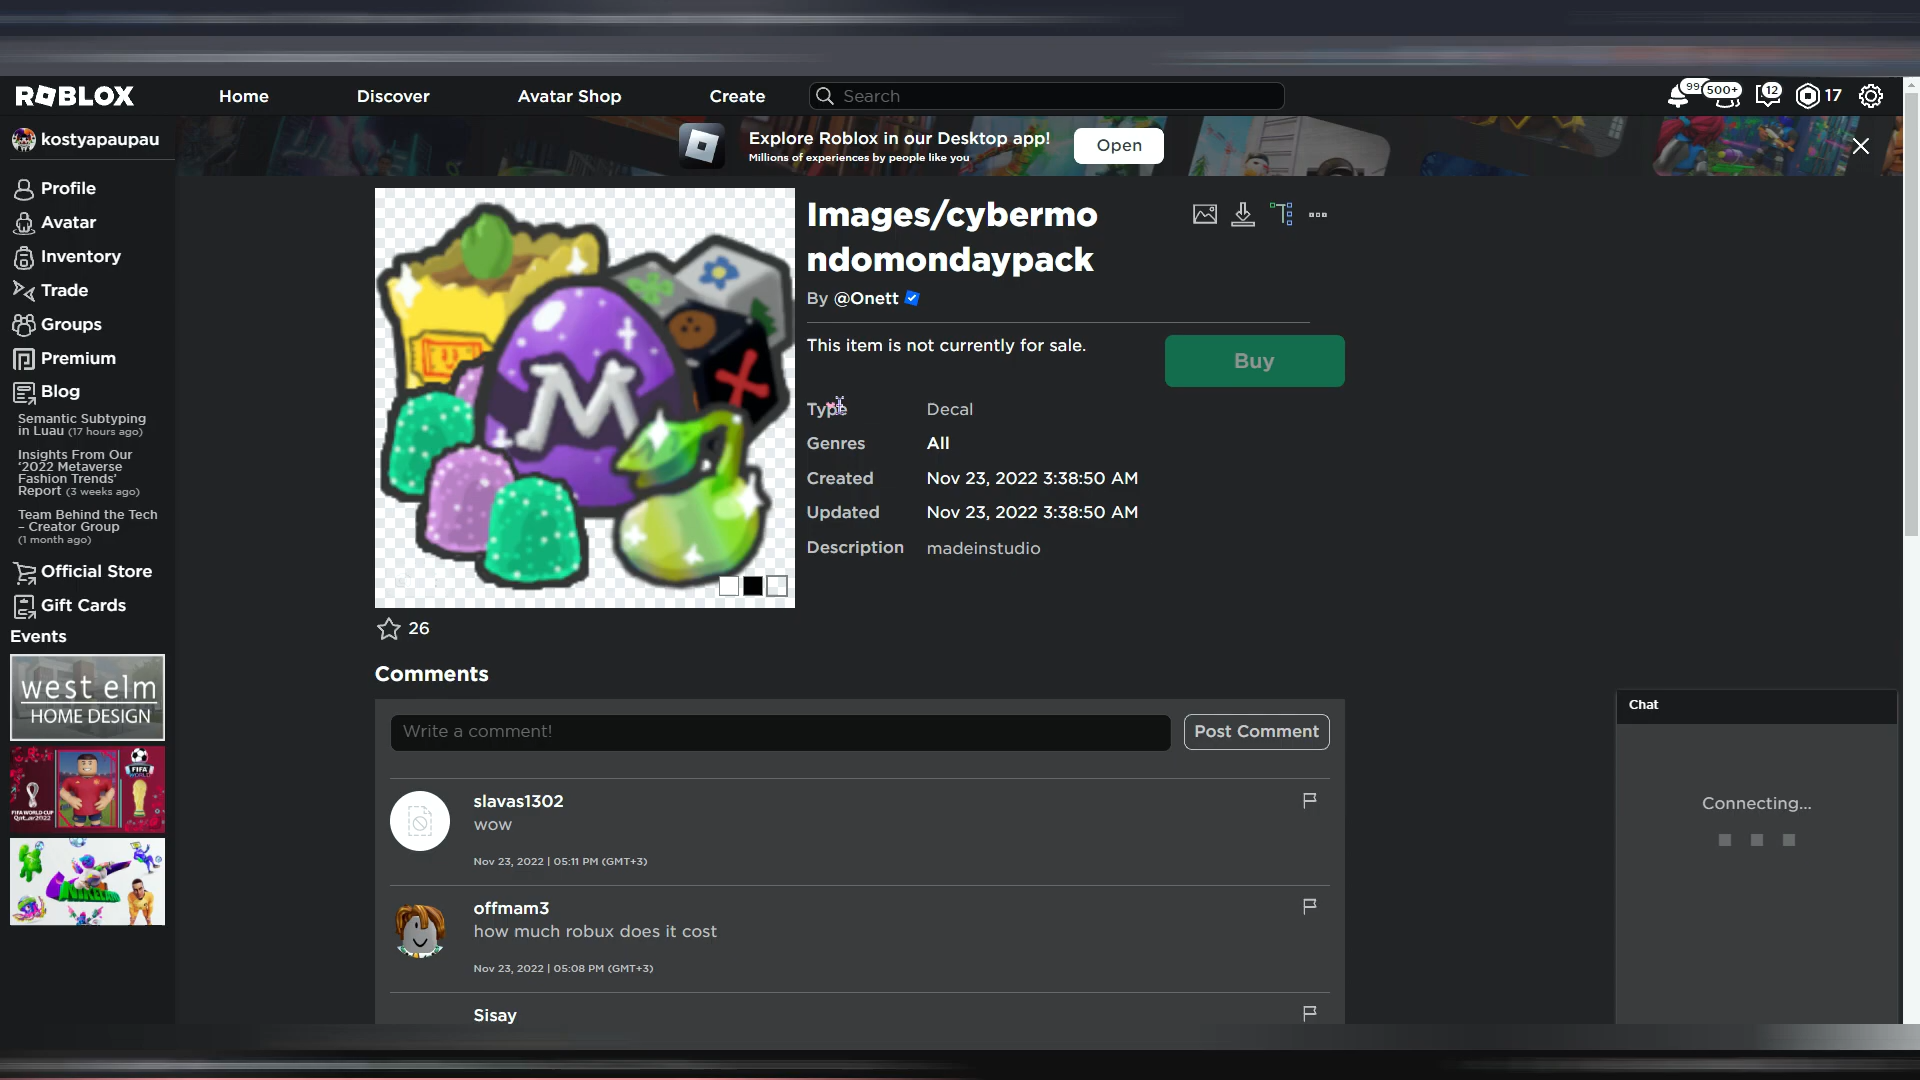 ROBLOX
Home
Discover
Avatar Shop
Create
Search
99
500+
12
17
kostyapaupau
Explore Roblox in our Desktop app!
Millions of experiences by people like you
Open
Profile
Avatar
Inventory
Trade
Groups
Premium
Blog
Semantic Subtyping
in Luau (17 hours ago)
Insights From Our
‘2022 Metaverse
Fashion Trends’
Report (3 weeks ago)
Team Behind the Tech
– Creator Group
(1 month ago)
Official Store
Gift Cards
Events
west elm
HOME DESIGN
FIFA
FIFA WORLD CUP
Qatar2022
M
Images/cybermo
ndomondaypack
By @Onett
This item is not currently for sale.
Buy
Type
Decal
Genres
All
Created
Nov 23, 2022 3:38:50 AM
Updated
Nov 23, 2022 3:38:50 AM
Description
madeinstudio
26
Comments
Write a comment!
Post Comment
slavas1302
wow
Nov 23, 2022 | 05:11 PM (GMT+3)
offmam3
how much robux does it cost
Nov 23, 2022 | 05:08 PM (GMT+3)
Sisay
Chat
Connecting...